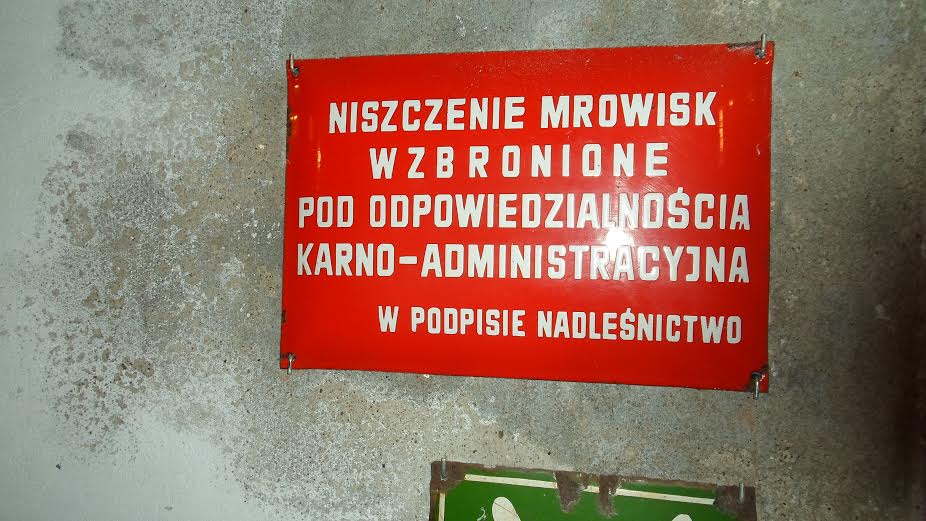 NISZCZENIE MROWISK
WZBRONIONE
POD ODPOWIEDZIALNOŚCIA
KARNO-ADMINISTRACYJNA
W PODPISIE NADLEŚNICTWO